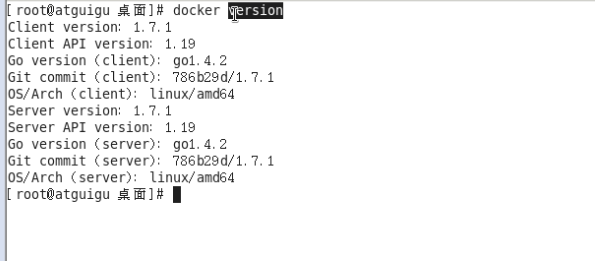 [root@atguigu 桌面]# docker version
Client version: 1.7.1
Client API version: 1.19
Go version (client): go1.4.2
Git commit (client): 786b29d/1.7.1
OS/Arch (client): linux/amd64
Server version: 1.7.1
Server API version: 1.19
Go version (server): go1.4.2
Git commit (server): 786b29d/1.7.1
OS/Arch (server): linux/amd64
[root@atguigu 桌面]#